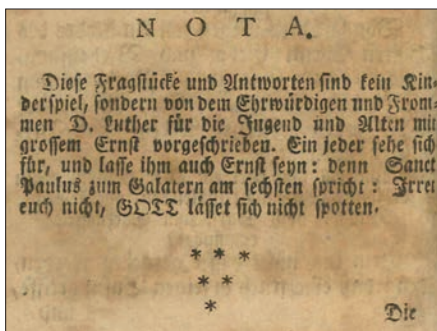 NOTA.
Diese Fragstücke und Antworten sind kein Kin-
derspiel, sondern von dem Ehrwürdigen und From-
men D. Luther für die Jugend und Alten mit
grossem Ernst vorgeschrieben. Ein jeder sehe sich
für, und lasse ihm auch Ernst seyn: denn Sanct
Paulus zum Galatern am sechsten spricht: Irret
euch nicht, GOTT lässet sich nicht spotten.
* * *
* *
*
Die